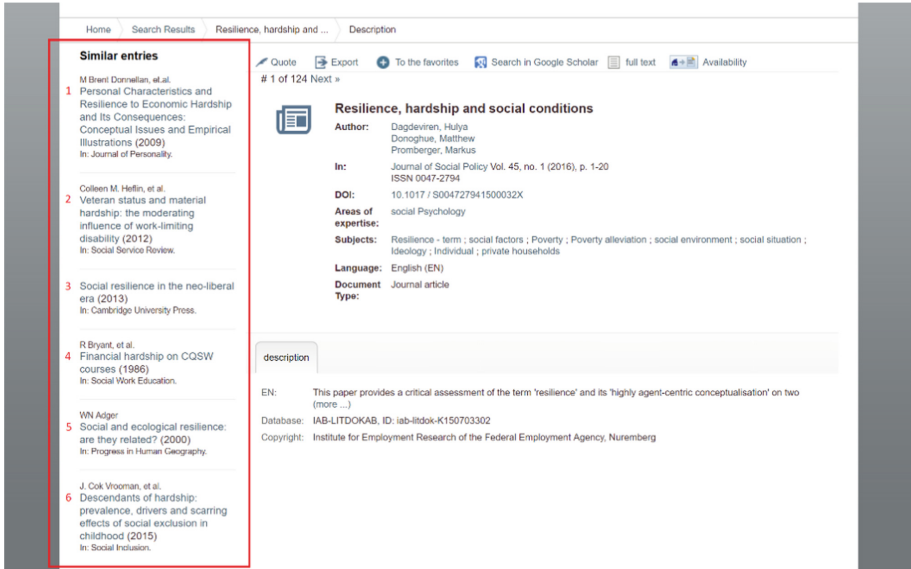 Home Search Results Resilience, hardship and ... Description
Similar entries
M Brent Donnellan, et.al.
1 Personal Characteristics and
Resilience to Economic Hardship
and Its Consequences:
Conceptual Issues and Empirical
Illustrations (2009)
In: Journal of Personality.
Colleen M. Heflin, et al.
2 Veteran status and material
hardship: the moderating
influence of work-limiting
disability (2012)
In: Social Service Review.
3 Social resilience in the neo-liberal
era (2013)
In: Cambridge University Press.
R Bryant, et al.
4 Financial hardship on CQSW
courses (1986)
In: Social Work Education.
WN Adger
5 Social and ecological resilience:
are they related? (2000)
In: Progress in Human Geography.
J. Cok Vrooman, et al.
6 Descendants of hardship:
prevalence, drivers and scarring
effects of social exclusion in
childhood (2015)
In: Social Inclusion.
Quote Export To the favorites Search in Google Scholar full text Availability
# 1 of 124 Next »
Resilience, hardship and social conditions
Author: Dagdeviren, Hulya
Donoghue, Matthew
Promberger, Markus
In: Journal of Social Policy Vol. 45, no. 1 (2016), p. 1-20
ISSN 0047-2794
DOI: 10.1017 / S004727941500032X
Areas of social Psychology
expertise:
Subjects: Resilience - term ; social factors ; Poverty ; Poverty alleviation ; social environment ; social situation ;
Ideology ; Individual ; private households
Language: English (EN)
Document Journal article
Type:
description
EN: This paper provides a critical assessment of the term 'resilience' and its 'highly agent-centric conceptualisation' on two
(more ...)
Database: IAB-LITDOKAB, ID: iab-litdok-K150703302
Copyright: Institute for Employment Research of the Federal Employment Agency, Nuremberg